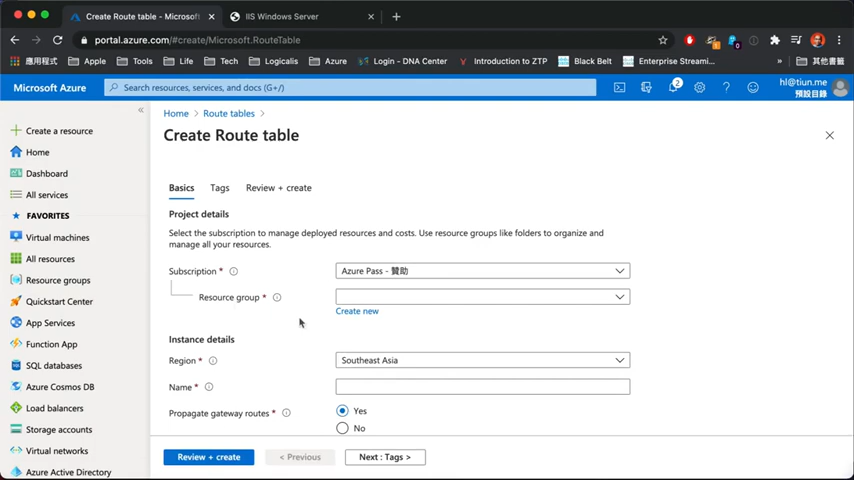 Create Route table - Microsof
IIS Windows Server
portal.azure.com/#create/Microsoft.RouteTable
應用程式
Apple
Tools
Life
Tech
Logicalis
Azure
Login - DNA Center
Introduction to ZTP
Black Belt
Enterprise Streami...
»
其他書籤
Microsoft Azure
Search resources, services, and docs (G+/)
2
hl@tiun.me
預設目錄
Create a resource
Home
Dashboard
All services
FAVORITES
Virtual machines
All resources
Resource groups
Quickstart Center
App Services
Function App
SQL databases
Azure Cosmos DB
Load balancers
Storage accounts
Virtual networks
Azure Active Directory
Home > Route tables >
Create Route table
Basics
Tags
Review + create
Project details
Select the subscription to manage deployed resources and costs. Use resource groups like folders to organize and
manage all your resources.
Subscription *
Azure Pass - 贊助
Resource group *
Create new
Instance details
Region *
Southeast Asia
Name *
Propagate gateway routes *
Yes
No
Review + create
< Previous
Next : Tags >